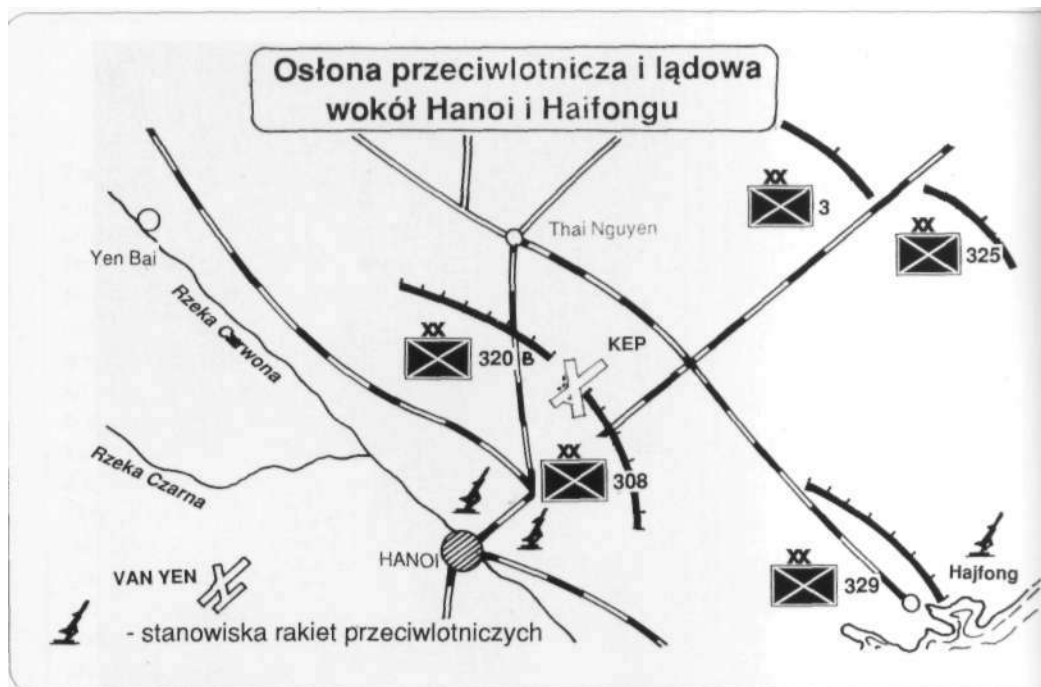 Osłona przeciwlotnicza i lądowa
wokół Hanoi i Haifongu
XX
3
XX
325
Thai Nguyen
Yen Bai
Rzeka Czrwona
KEP
XX
320 B
XX
308
Rzeka Czarna
HANOI
XX
329
Hajfong
VAN YEN
- stanowiska rakiet przeciwlotniczych